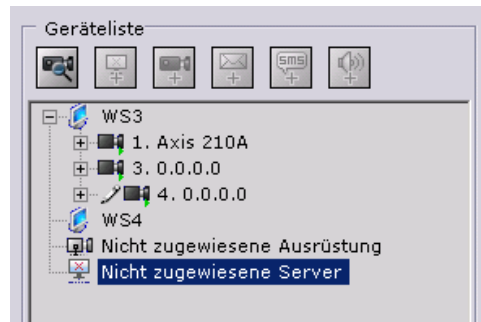 Geräteliste
SMS
WS3
1. Axis 210A
3. 0.0.0.0
4. 0.0.0.0
WS4
Nicht zugewiesene Ausrüstung
Nicht zugewiesene Server